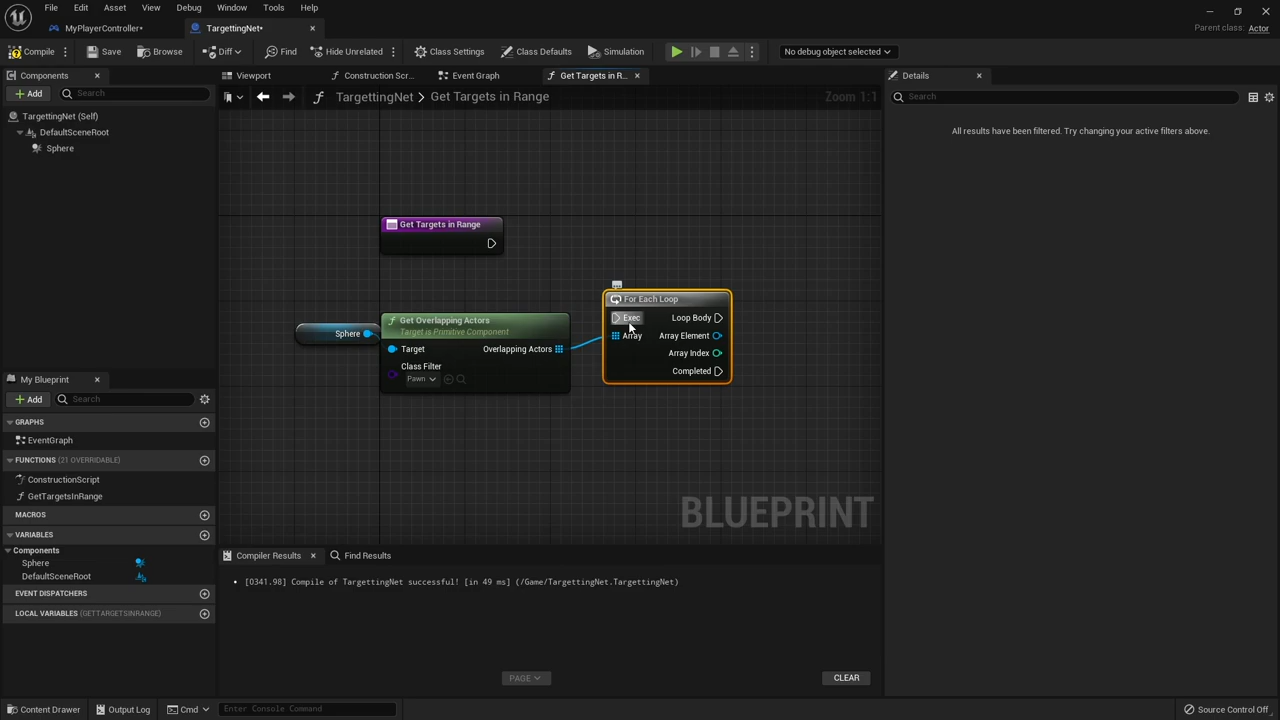 File Edit Asset View Debug Window Tools Help
MyPlayerController*
TargettingNet*
Parent class: Actor
Compile
Save
Browse
Diff
Find
Hide Unrelated
Class Settings
Class Defaults
Simulation
No debug object selected
Components
Add
Search
TargettingNet (Self)
DefaultSceneRoot
Sphere
Viewport
Construction Scr...
Event Graph
Get Targets in R...
TargettingNet > Get Targets in Range
Zoom 1:1
Get Targets in Range
Sphere
Get Overlapping Actors
Target is Primitive Component
Target
Overlapping Actors
Class Filter
Pawn
For Each Loop
Exec
Loop Body
Array
Array Element
Array Index
Completed
BLUEPRINT
Details
Search
All results have been filtered. Try changing your active filters above.
My Blueprint
Add
Search
GRAPHS
EventGraph
FUNCTIONS (21 OVERRIDABLE)
ConstructionScript
GetTargetsInRange
MACROS
VARIABLES
Components
Sphere
DefaultSceneRoot
EVENT DISPATCHERS
LOCAL VARIABLES (GETTARGETSINRANGE)
Compiler Results
Find Results
[0341.98] Compile of TargettingNet successful! [in 49 ms] (/Game/TargettingNet.TargettingNet)
PAGE
CLEAR
Content Drawer
Output Log
Cmd
Enter Console Command
Source Control Off